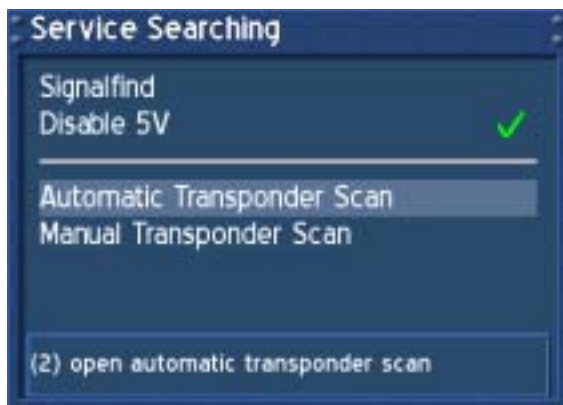 Service Searching
Signalfind
Disable 5V
Automatic Transponder Scan
Manual Transponder Scan
(2) open automatic transponder scan